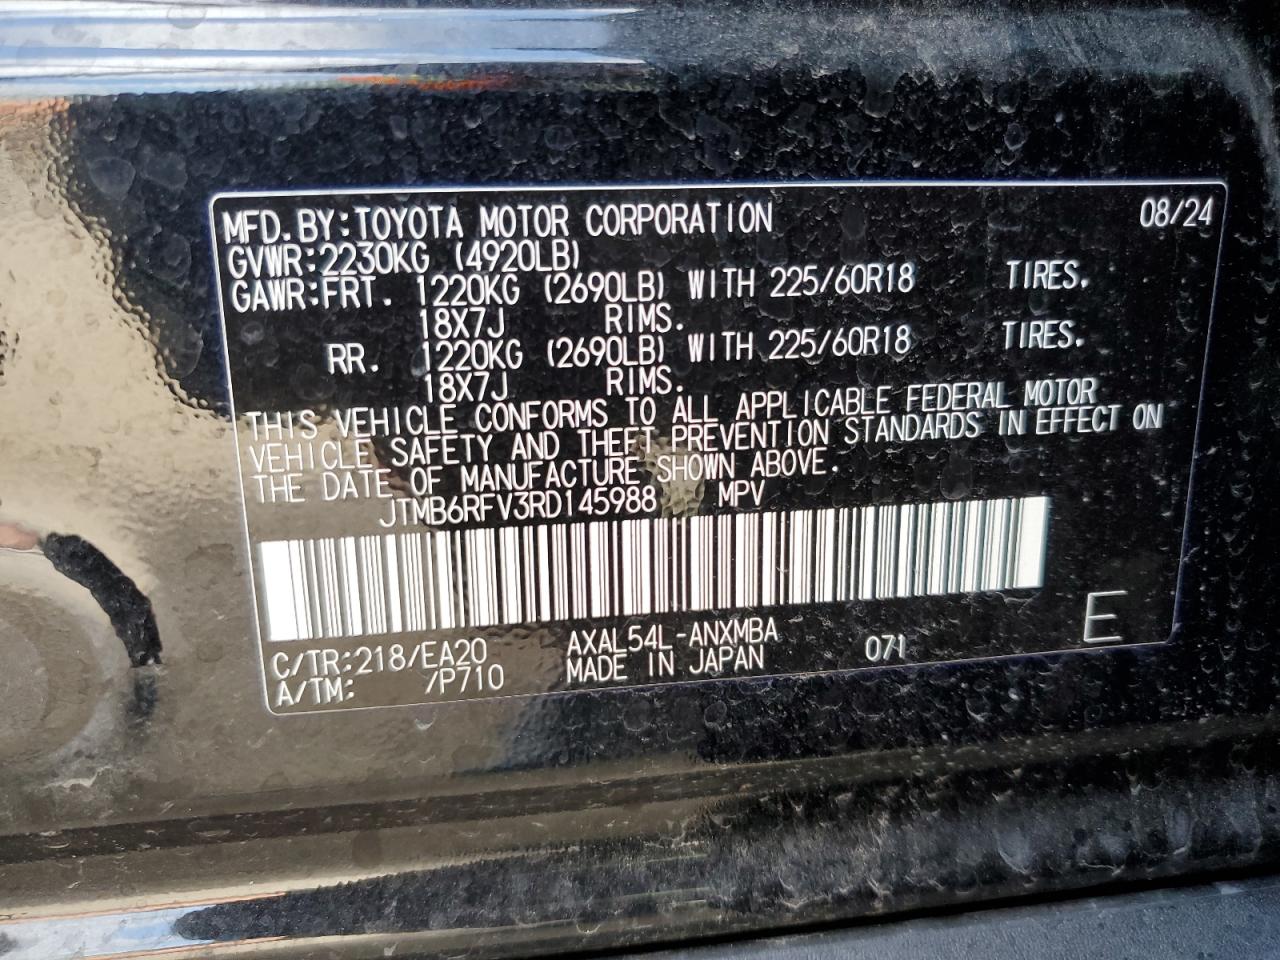 MFD.BY:TOYOTA MOTOR CORPORATION 08/24
GVWR:2230KG (4920LB)
GAWR:FRT. 1220KG (2690LB) WITH 225/60R18 TIRES.
18X7J RIMS.
RR. 1220KG (2690LB) WITH 225/60R18 TIRES.
18X7J RIMS.
THIS VEHICLE CONFORMS TO ALL APPLICABLE FEDERAL MOTOR
VEHICLE SAFETY AND THEFT PREVENTION STANDARDS IN EFFECT ON
THE DATE OF MANUFACTURE SHOWN ABOVE.
JTMB6RFV3RD145988 MPV
C/TR:218/EA20 AXAL54L-ANXMBA 071 E
A/TM: /P710 MADE IN JAPAN